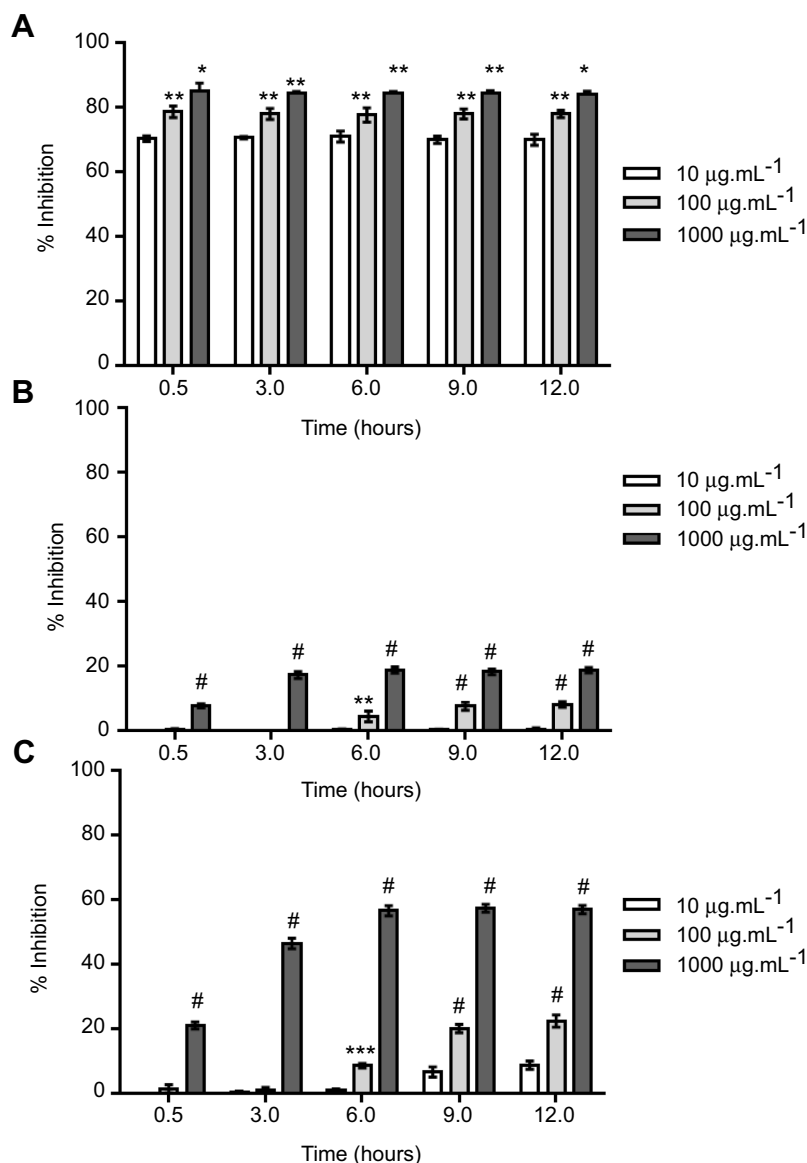 A
100
80
60
40
20
0
% Inhibition
** * ** ** ** ** ** ** ** *
0.5 3.0 6.0 9.0 12.0
Time (hours)
10 µg.mL-1
100 µg.mL-1
1000 µg.mL-1
B
100
80
60
40
20
0
% Inhibition
# # ** # # # # #
0.5 3.0 6.0 9.0 12.0
Time (hours)
10 µg.mL-1
100 µg.mL-1
1000 µg.mL-1
C
100
80
60
40
20
0
% Inhibition
# # *** # # # # #
0.5 3.0 6.0 9.0 12.0
Time (hours)
10 µg.mL-1
100 µg.mL-1
1000 µg.mL-1